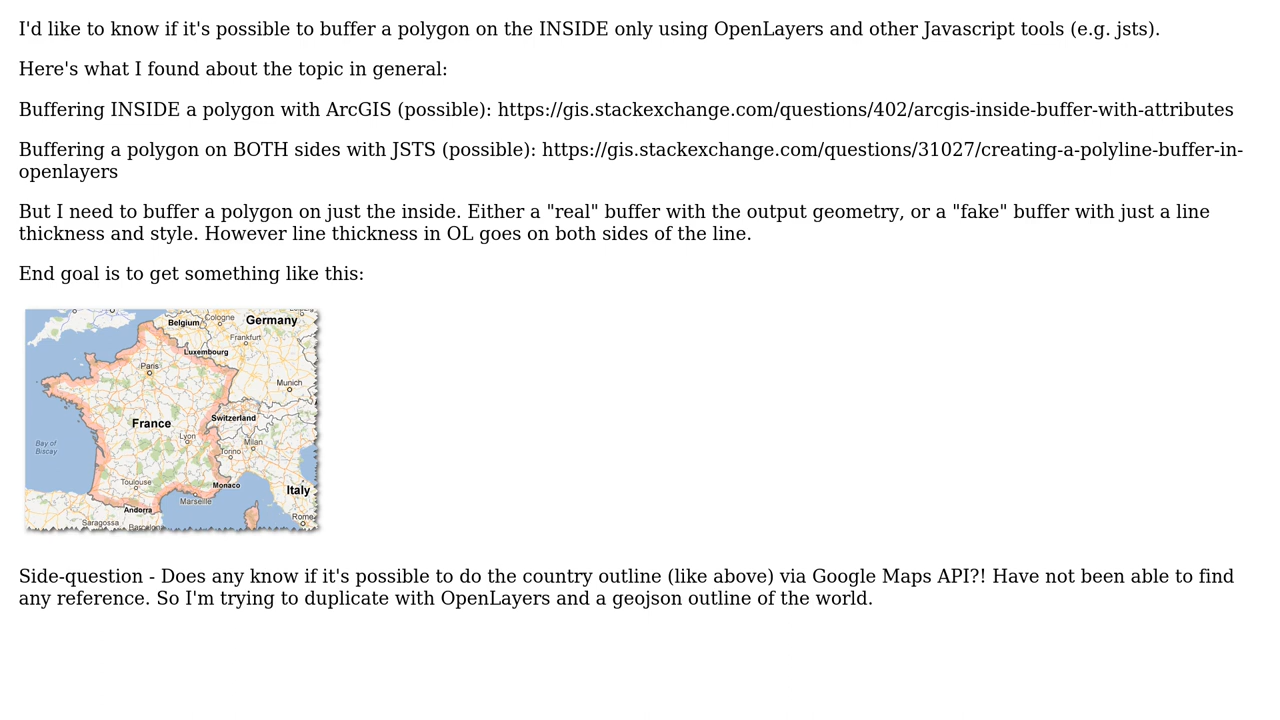 I'd like to know if it's possible to buffer a polygon on the INSIDE only using OpenLayers and other Javascript tools (e.g. jsts).
Here's what I found about the topic in general:
Buffering INSIDE a polygon with ArcGIS (possible): https://gis.stackexchange.com/questions/402/arcgis-inside-buffer-with-attributes
Buffering a polygon on BOTH sides with JSTS (possible): https://gis.stackexchange.com/questions/31027/creating-a-polyline-buffer-in-
openlayers
But I need to buffer a polygon on just the inside. Either a "real" buffer with the output geometry, or a "fake" buffer with just a line
thickness and style. However line thickness in OL goes on both sides of the line.
End goal is to get something like this:
Belgium
Cologne
Germany
Frankfurt
Luxembourg
Paris
Munich
France
Switzerland
Lyon
Milan
Bay of
Biscay
Torino
Toulouse
Monaco
Marseille
Italy
Andorra
Rome
Saragossa
Barcelona
Side-question - Does any know if it's possible to do the country outline (like above) via Google Maps API?! Have not been able to find
any reference. So I'm trying to duplicate with OpenLayers and a geojson outline of the world.